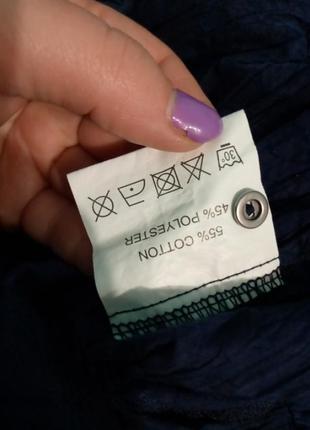 30°
45% POLYESTER
55% COTTON